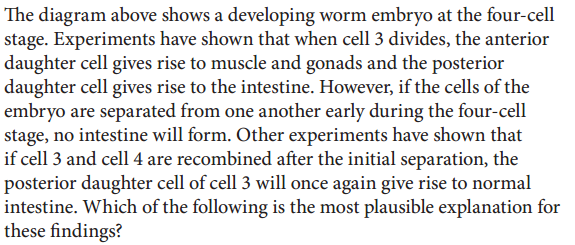 The diagram above shows a developing worm embryo at the four-cell
stage. Experiments have shown that when cell 3 divides, the anterior
daughter cell gives rise to muscle and gonads and the posterior
daughter cell gives rise to the intestine. However, if the cells of the
embryo are separated from one another early during the four-cell
stage, no intestine will form. Other experiments have shown that
if cell 3 and cell 4 are recombined after the initial separation, the
posterior daughter cell of cell 3 will once again give rise to normal
intestine. Which of the following is the most plausible explanation for
these findings?